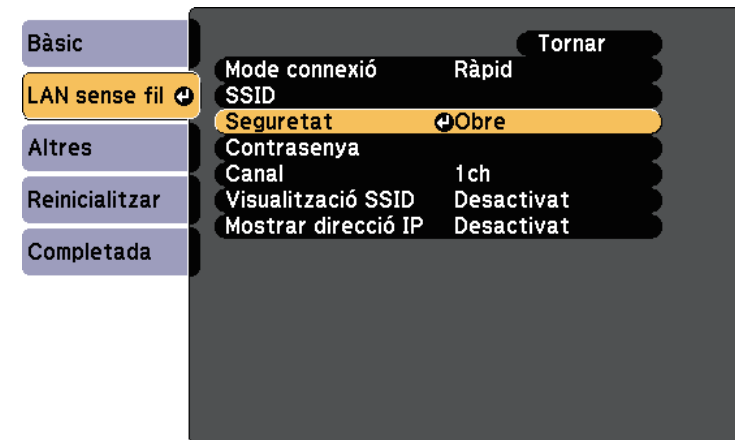 Bàsic
LAN sense fil
Altres
Reinicialitzar
Completada
Tornar
Mode connexió Ràpid
SSID
Seguretat Obre
Contrasenya
Canal 1ch
Visualització SSID Desactivat
Mostrar direcció IP Desactivat